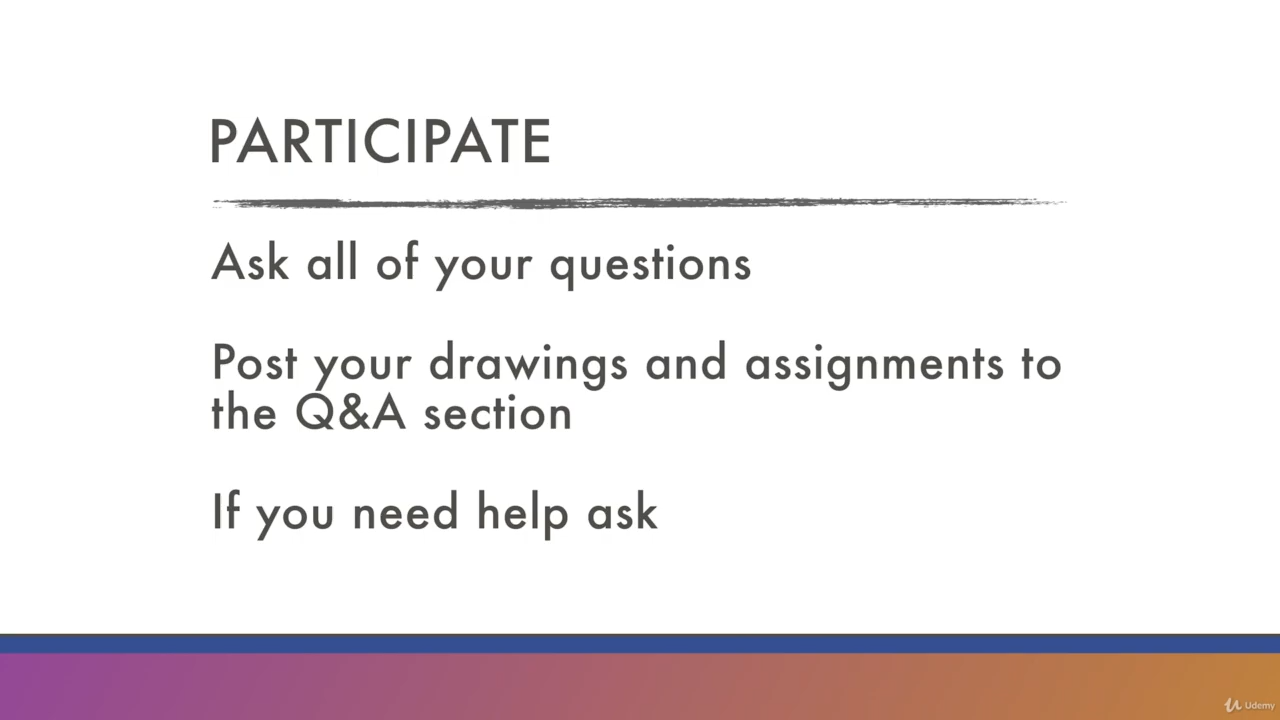 PARTICIPATE
Ask all of your questions
Post your drawings and assignments to
the Q&A section
If you need help ask
Udemy